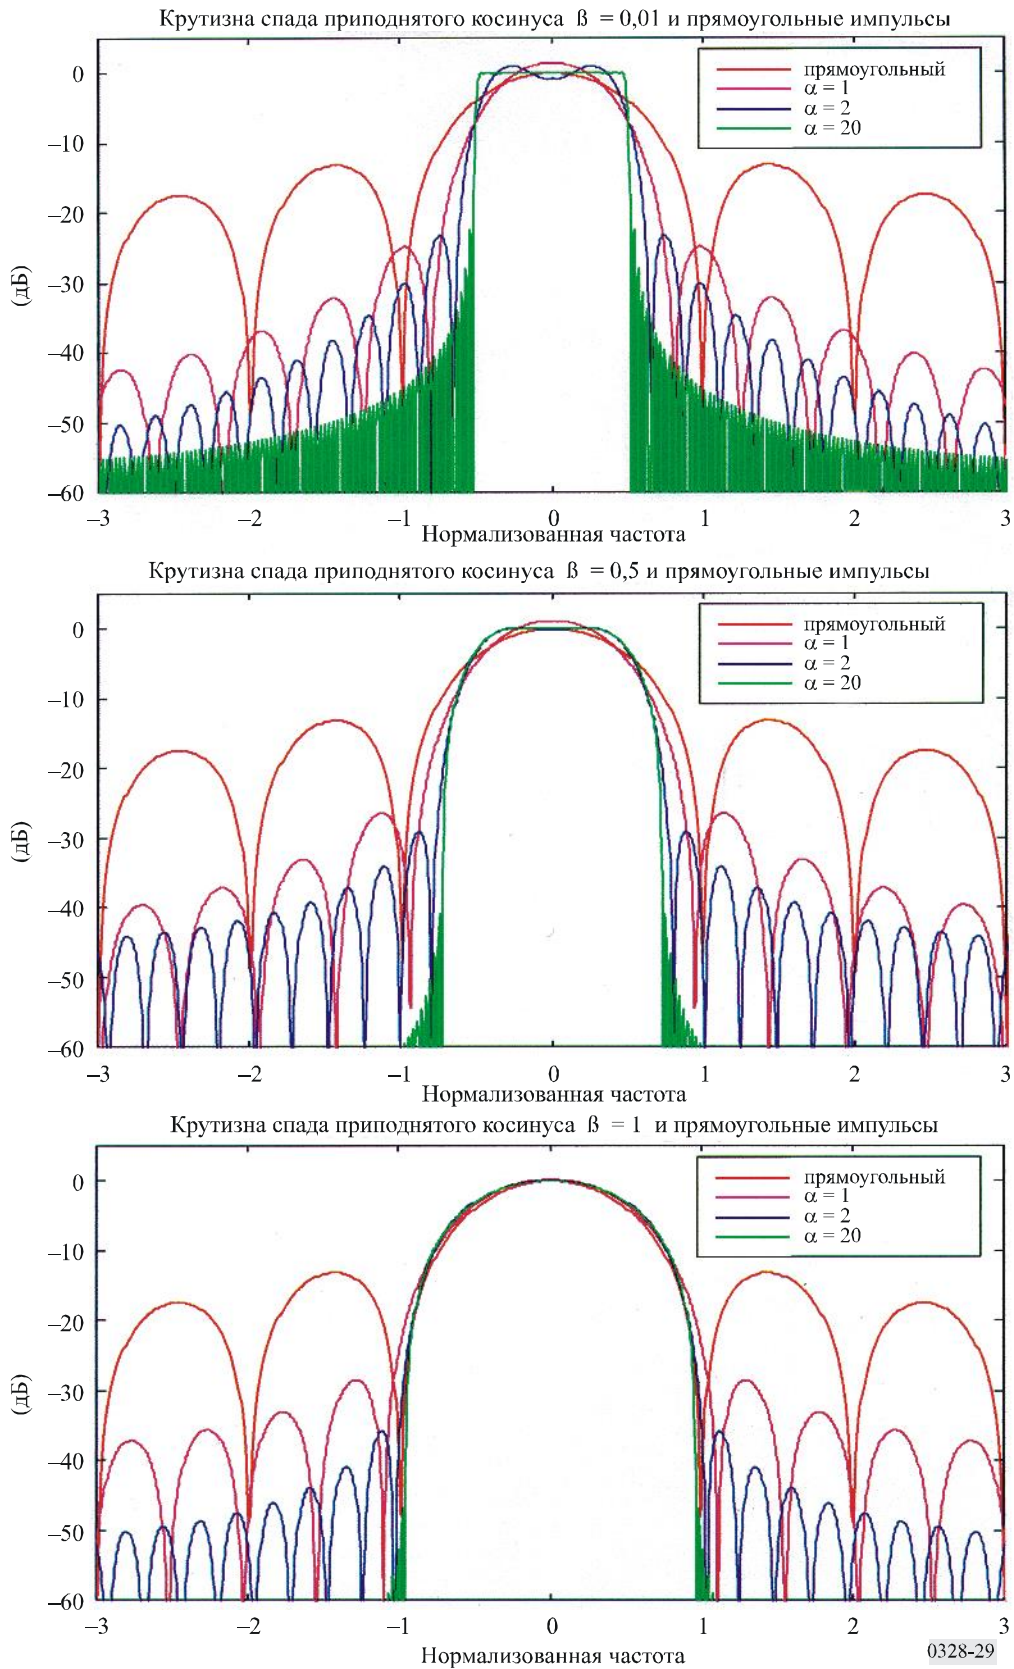 Крутизна спада приподнятого косинуса ß = 0,01 и прямоугольные импульсы
прямоугольный
α = 1
α = 2
α = 20
0
–10
–20
–30
–40
–50
–60
(дБ)
–3 –2 –1 0 1 2 3
Нормализованная частота
Крутизна спада приподнятого косинуса ß = 0,5 и прямоугольные импульсы
прямоугольный
α = 1
α = 2
α = 20
0
–10
–20
–30
–40
–50
–60
(дБ)
–3 –2 –1 0 1 2 3
Нормализованная частота
Крутизна спада приподнятого косинуса ß = 1 и прямоугольные импульсы
прямоугольный
α = 1
α = 2
α = 20
0
–10
–20
–30
–40
–50
–60
(дБ)
–3 –2 –1 0 1 2 3
Нормализованная частота
0328-29